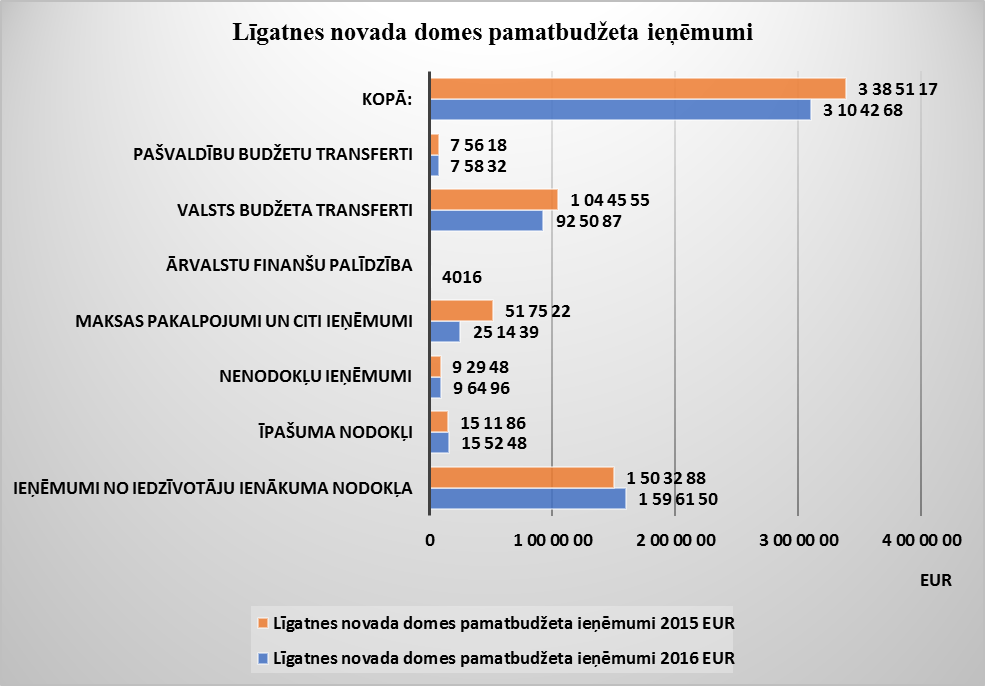 Līgatnes novada domes pamatbudžeta ieņēmumi
KOPĀ:
3 38 51 17
3 10 42 68
PAŠVALDĪBU BUDŽETU TRANSFERTI
7 56 18
7 58 32
VALSTS BUDŽETA TRANSFERTI
1 04 45 55
92 50 87
ĀRVALSTU FINANŠU PALĪDZĪBA
4016
MAKSAS PAKALPOJUMI UN CITI IEŅĒMUMI
51 75 22
25 14 39
NENODOKĻU IEŅĒMUMI
9 29 48
9 64 96
ĪPAŠUMA NODOKĻI
15 11 86
15 52 48
IEŅĒMUMI NO IEDZĪVOTĀJU IENĀKUMA NODOKĻA
1 50 32 88
1 59 61 50
0 1 00 00 00 2 00 00 00 3 00 00 00 4 00 00 00
EUR
Līgatnes novada domes pamatbudžeta ieņēmumi 2015 EUR
Līgatnes novada domes pamatbudžeta ieņēmumi 2016 EUR